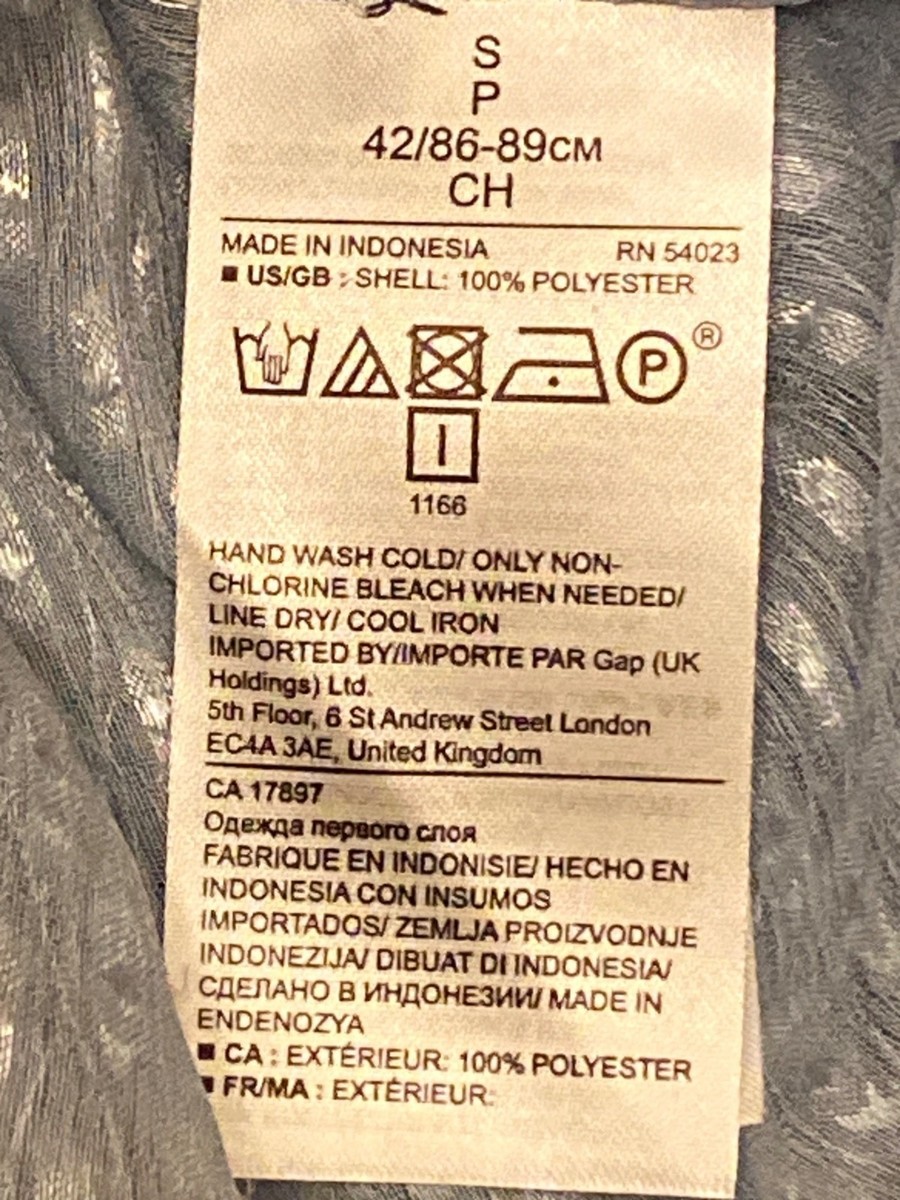 S
P
42/86-89см
CH
MADE IN INDONESIA RN 54023
■ US/GB : SHELL: 100% POLYESTER
P ®
1166
HAND WASH COLD/ ONLY NON-
CHLORINE BLEACH WHEN NEEDED/
LINE DRY/ COOL IRON
IMPORTED BY/IMPORTE PAR Gap (UK
Holdings) Ltd.
5th Floor, 6 St Andrew Street London
EC4A 3AE, United Kingdom
CA 17897
Одежда первого слоя
FABRIQUE EN INDONISIE/ HECHO EN
INDONESIA CON INSUMOS
IMPORTADOS/ ZEMLJA PROIZVODNJE
INDONEZIJA/ DIBUAT DI INDONESIA/
СДЕЛАНО В ИНДОНЕЗИИ/ MADE IN
ENDENOZYA
■ CA : EXTÉRIEUR: 100% POLYESTER
■ FR/MA : EXTÉRIEUR: